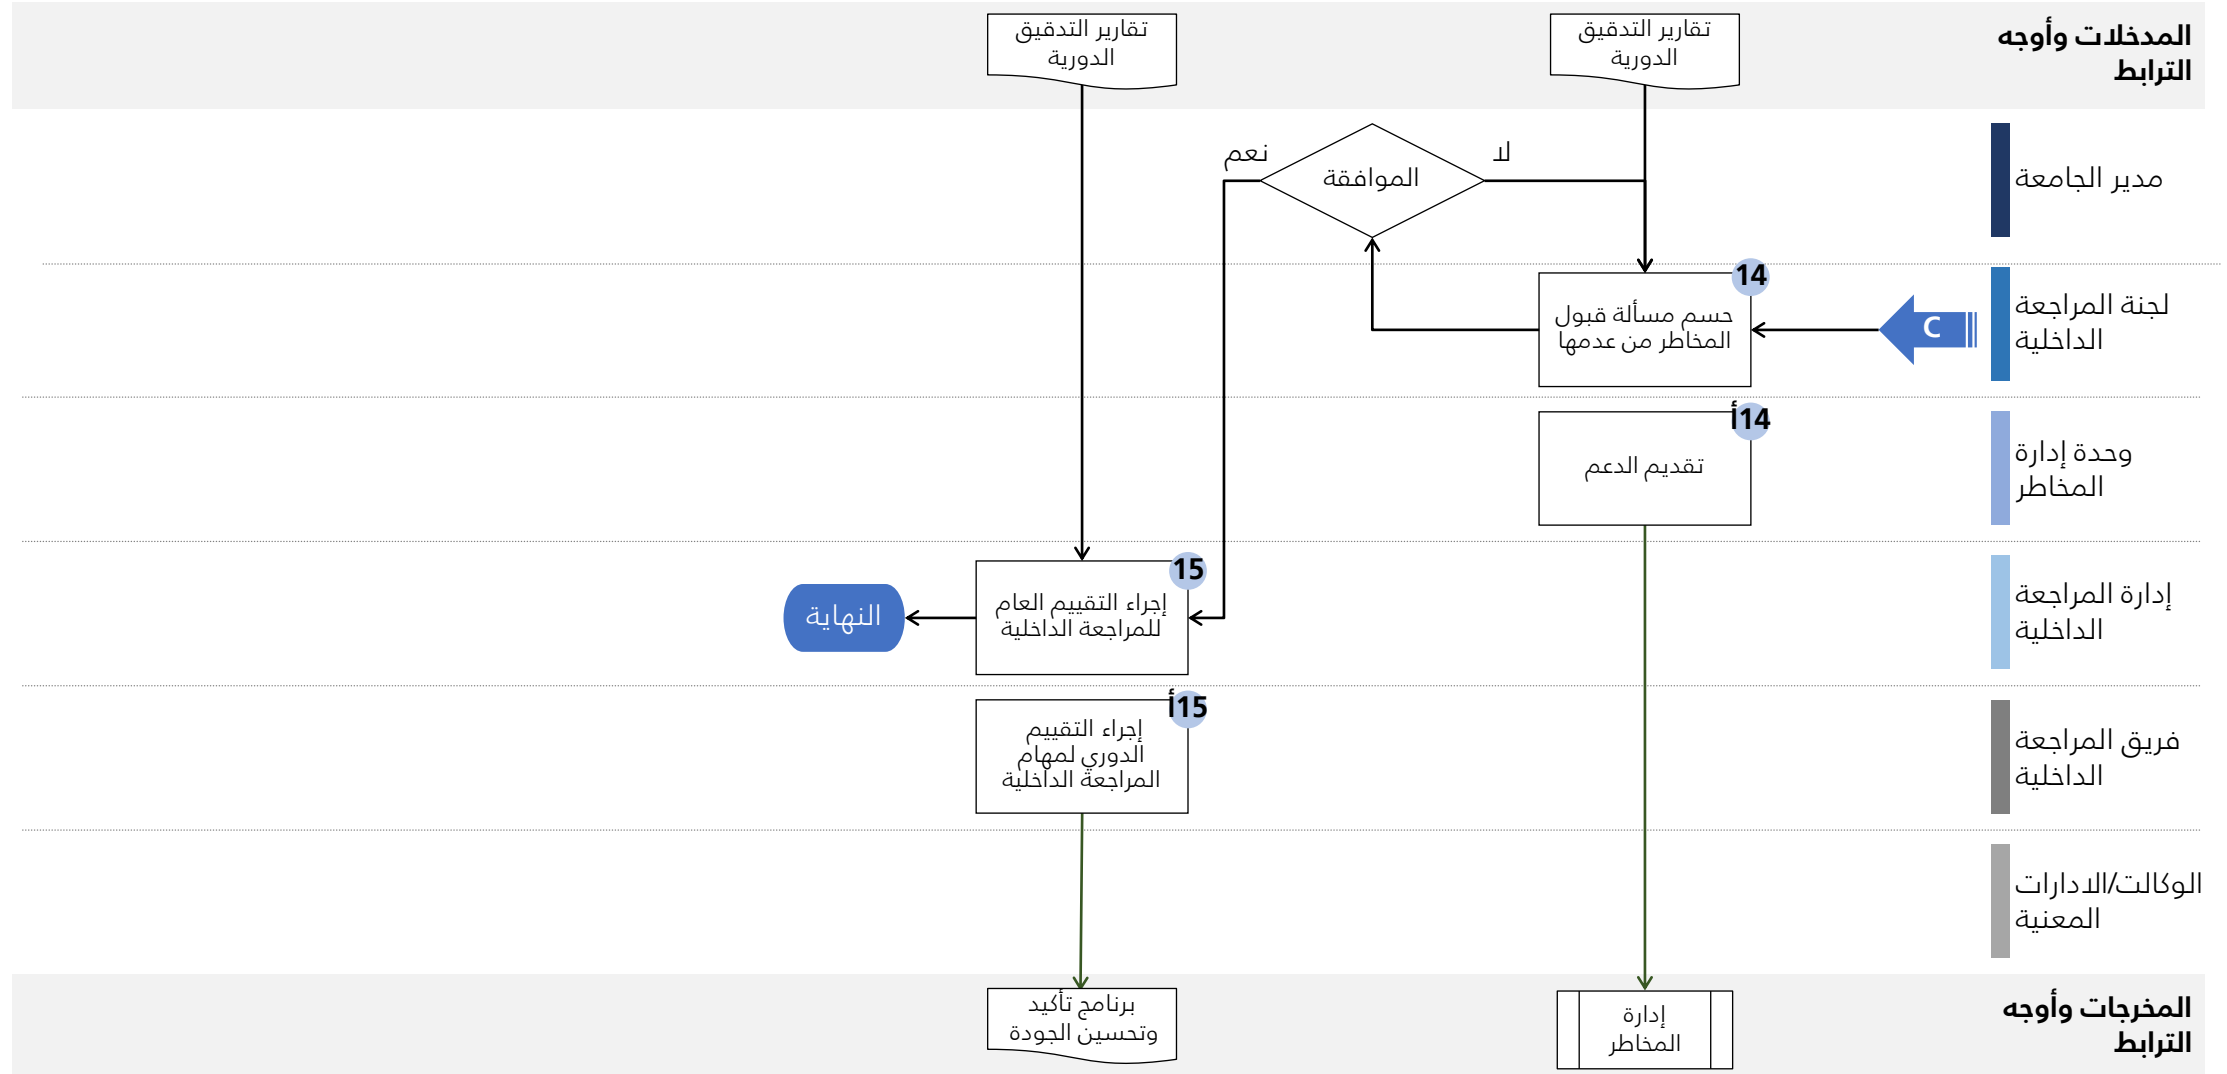 المدخلات وأوجه
الترابط
تقارير التدقيق
الدورية
تقارير التدقيق
الدورية
مدير الجامعة
لا
الموافقة
نعم
لجنة المراجعة
الداخلية
C
14
حسم مسألة قبول
المخاطر من عدمها
وحدة إدارة
المخاطر
14أ
تقديم الدعم
إدارة المراجعة
الداخلية
15
إجراء التقييم العام
للمراجعة الداخلية
النهاية
فريق المراجعة
الداخلية
15أ
إجراء التقييم
الدوري لمهام
المراجعة الداخلية
الوكالت/الادارات
المعنية
المخرجات وأوجه
الترابط
إدارة
المخاطر
برنامج تأكيد
وتحسين الجودة